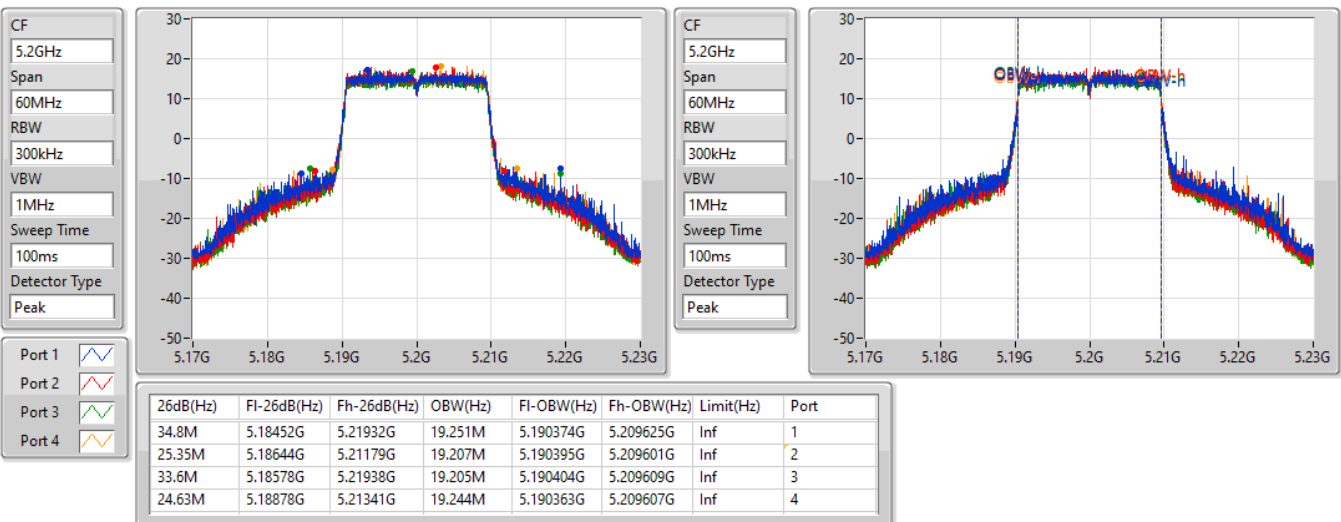 CF
5.2GHz
Span
60MHz
RBW
300kHz
VBW
1MHz
Sweep Time
100ms
Detector Type
Peak
30
20
10
0
-10
-20
-30
-40
-50
5.17G 5.18G 5.19G 5.2G 5.21G 5.22G 5.23G
CF
5.2GHz
Span
60MHz
RBW
300kHz
VBW
1MHz
Sweep Time
100ms
Detector Type
Peak
30
20
10
0
-10
-20
-30
-40
-50
OBW-h
5.17G 5.18G 5.19G 5.2G 5.21G 5.22G 5.23G
Port 1
Port 2
Port 3
Port 4
26dB(Hz) Fl-26dB(Hz) Fh-26dB(Hz) OBW(Hz) Fl-OBW(Hz) Fh-OBW(Hz) Limit(Hz) Port
34.8M 5.18452G 5.21932G 19.251M 5.190374G 5.209625G Inf 1
25.35M 5.18644G 5.21179G 19.207M 5.190395G 5.209601G Inf 2
33.6M 5.18578G 5.21938G 19.205M 5.190404G 5.209609G Inf 3
24.63M 5.18878G 5.21341G 19.244M 5.190363G 5.209607G Inf 4